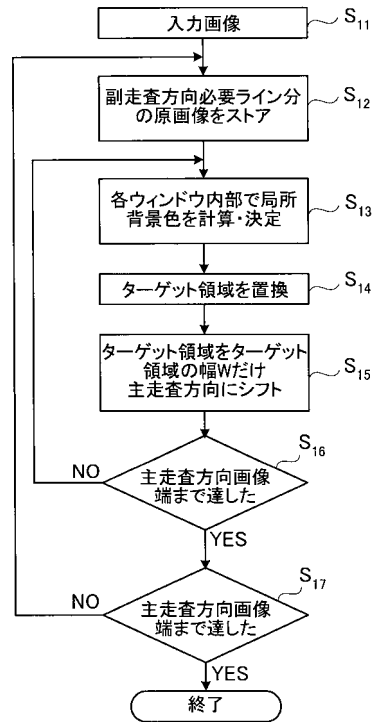 入力画像
S11
副走査方向必要ライン分
の原画像をストア
S12
各ウィンドウ内部で局所
背景色を計算・決定
S13
ターゲット領域を置換
S14
ターゲット領域をターゲット
領域の幅Wだけ
主走査方向にシフト
S15
主走査方向画像
端まで達した
S16
NO
YES
主走査方向画像
端まで達した
S17
NO
YES
終了